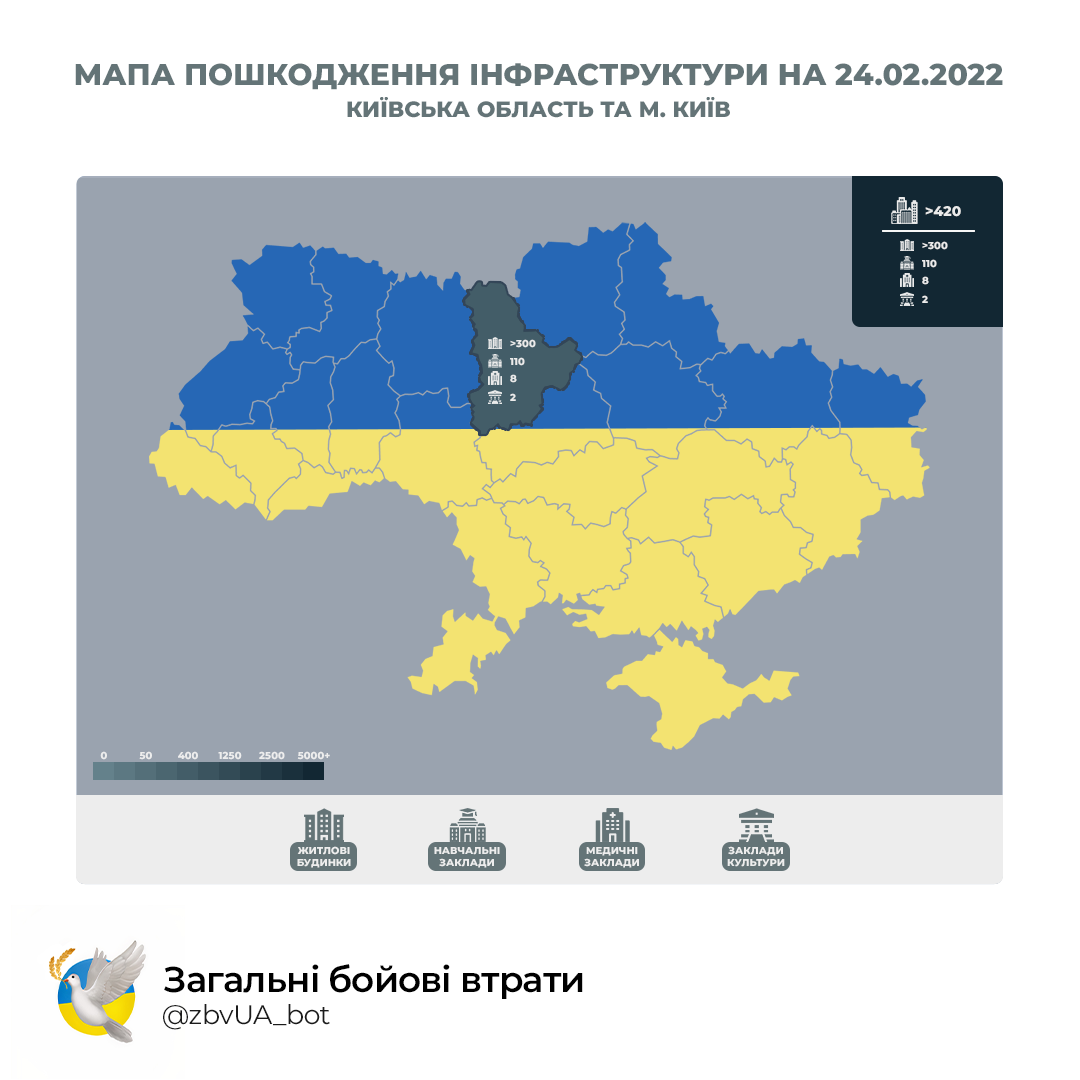 МАПА ПОШКОДЖЕННЯ ІНФРАСТРУКТУРИ НА 24.02.2022
КИЇВСЬКА ОБЛАСТЬ ТА М. КИЇВ
>420
>300
110
8
2
>300
110
8
2
0 50 400 1250 2500 5000+
ЖИТЛОВІ
БУДИНКИ
НАВЧАЛЬНІ
ЗАКЛАДИ
МЕДИЧНІ
ЗАКЛАДИ
ЗАКЛАДИ
КУЛЬТУРИ
Загальні бойові втрати
@zbvUA_bot